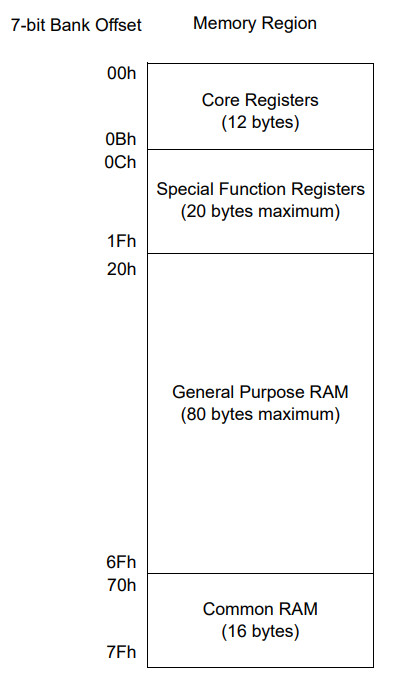 7-bit Bank Offset
Memory Region
00h
Core Registers
(12 bytes)
0Bh
0Ch
Special Function Registers
(20 bytes maximum)
1Fh
20h
General Purpose RAM
(80 bytes maximum)
6Fh
70h
Common RAM
(16 bytes)
7Fh